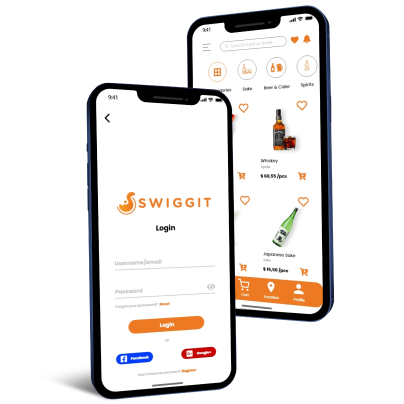 9:41
Search food or drink
Categories
Sake
Beer & Cider
Spirits
Whiskey
Spirits
$ 60,95 /pcs
Japanese Sake
Sake
$ 15,50 /pcs
Cart
Location
Profile
9:41
SWIGGIT
Login
Username/email
Password
Forgot your password? Reset
Login
or
Facebook
Google+
Don't have an account? Register